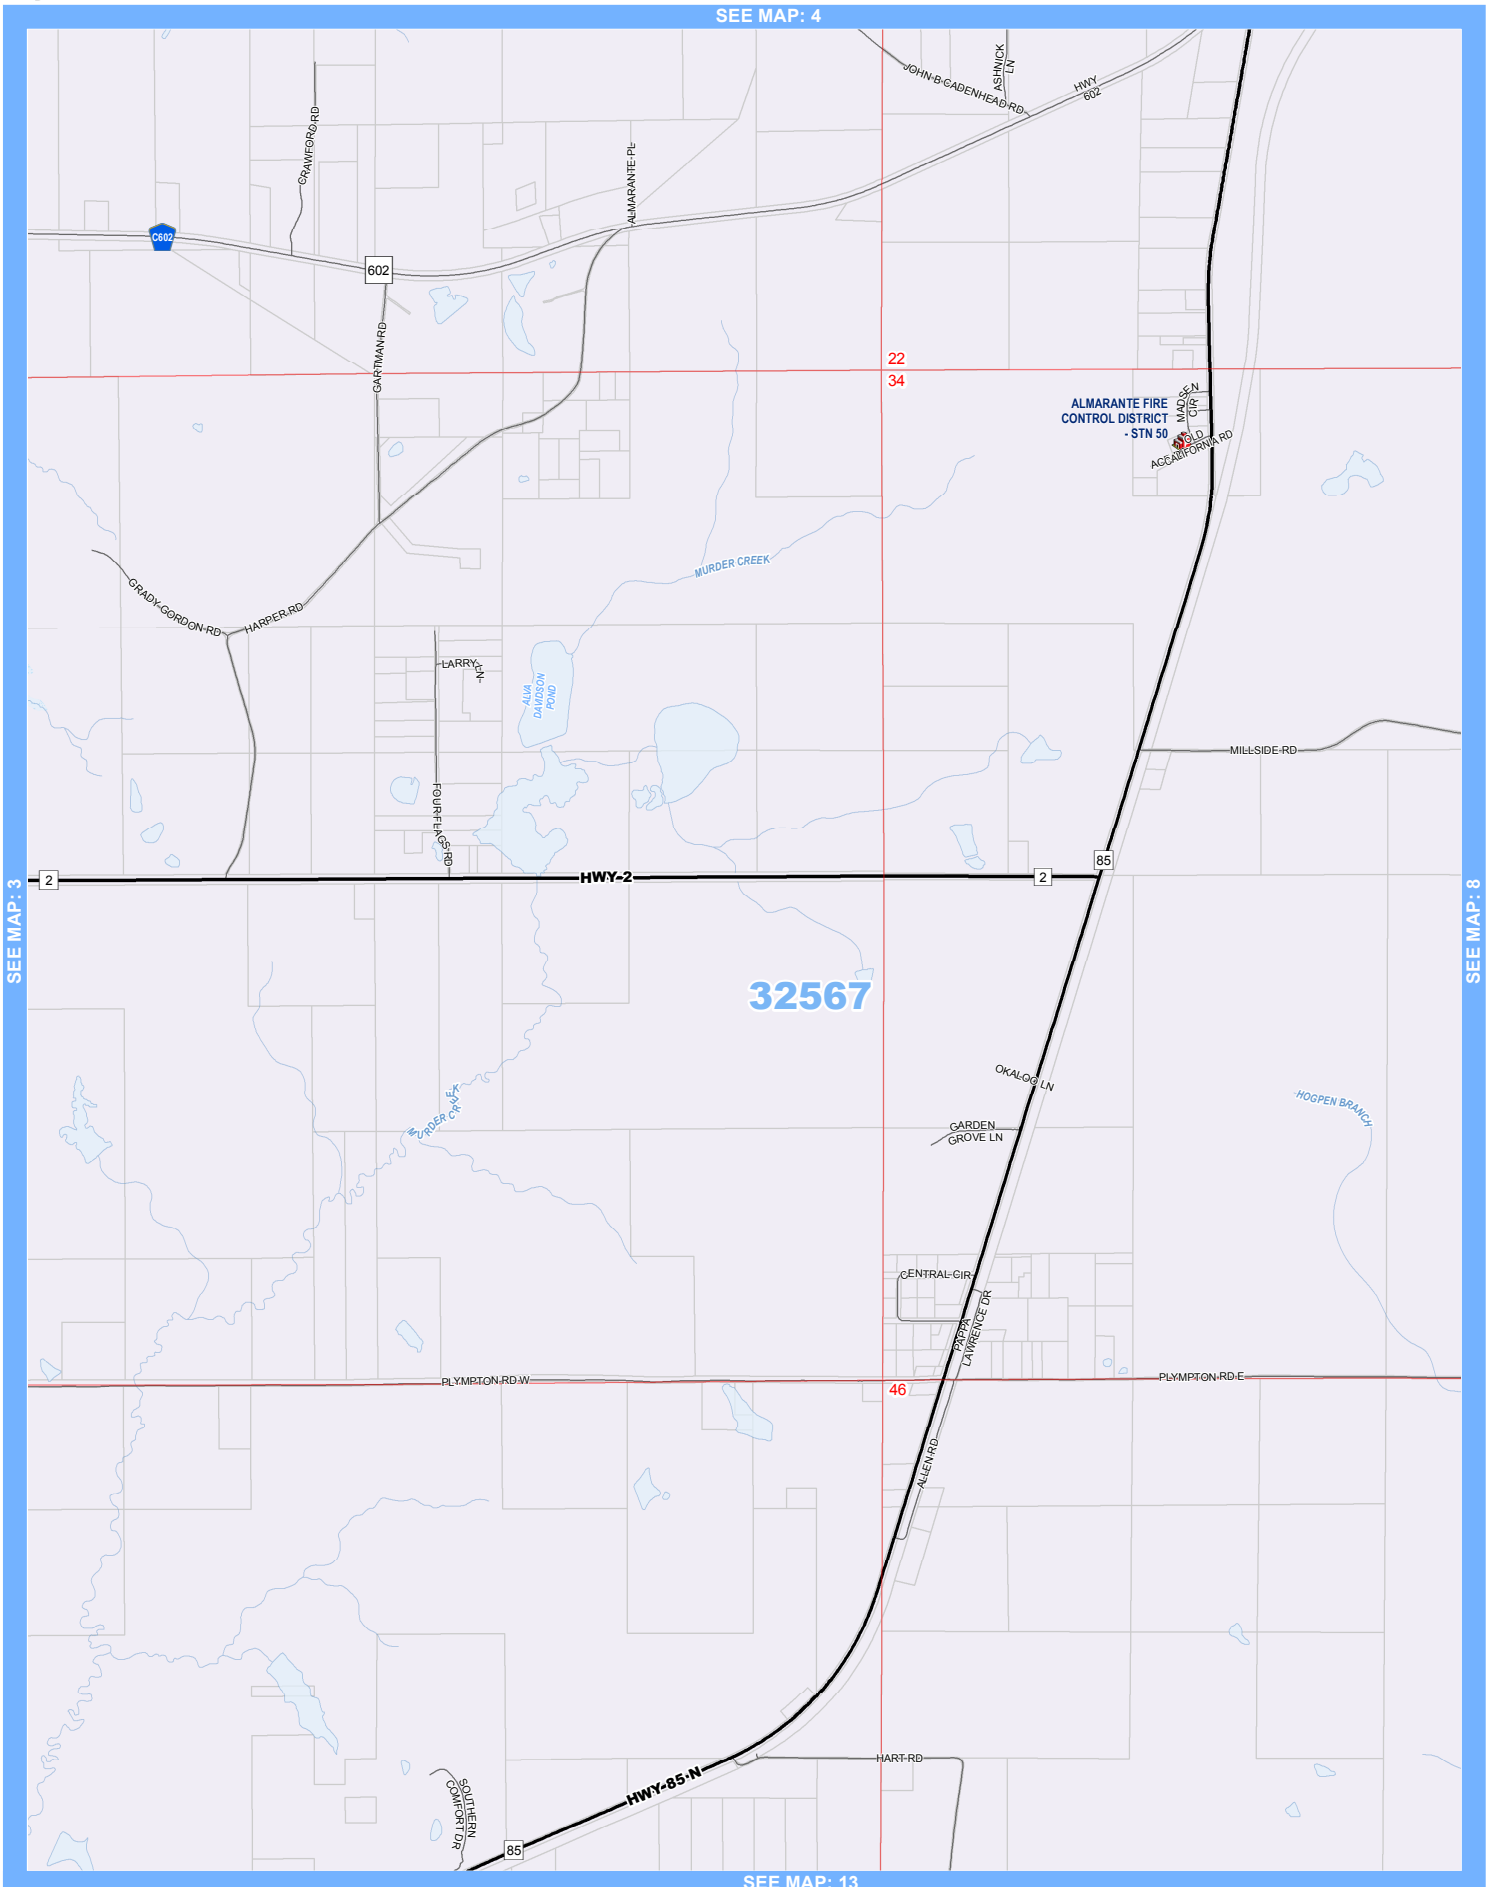 SEE MAP: 4
ASHNICK
LN
JOHN B CADENHEAD RD
HWY
602
CRAWFORD RD
ALMARANTE PL
C602
602
GARTMAN RD
22
34
ALMARANTE FIRE
CONTROL DISTRICT
- STN 50
MADSEN
CIR
OLD
CALIFORNIA RD
MURDER CREEK
GRADY GORDON RD
HARPER RD
LARRY
LN
ALVA
DAVIDSON
POND
MILLSIDE RD
FOUR FLAGS RD
85
2
HWY 2
2
SEE MAP: 3
SEE MAP: 8
32567
OKALOO LN
MURDER
CREEK
HOGPEN BRANCH
GARDEN
GROVE LN
CENTRAL CIR
PAPPA
LAWRENCE DR
PLYMPTON RD W
46
PLYMPTON RD E
ALLEN RD
HART RD
HWY 85 N
SOUTHERN
COMFORT DR
85
SEE MAP: 13